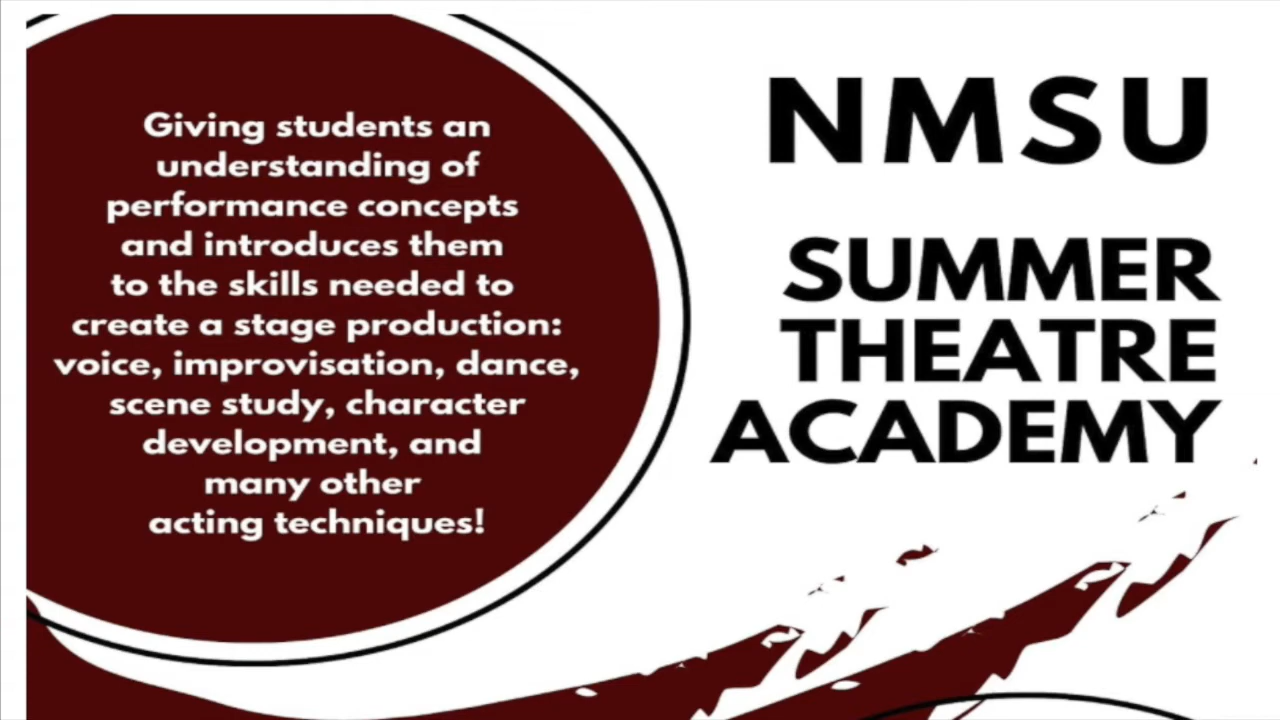 Giving students an
understanding of
performance concepts
and introduces them
to the skills needed to
create a stage production:
voice, improvisation, dance,
scene study, character
development, and
many other
acting techniques!
NMSU
SUMMER
THEATRE
ACADEMY